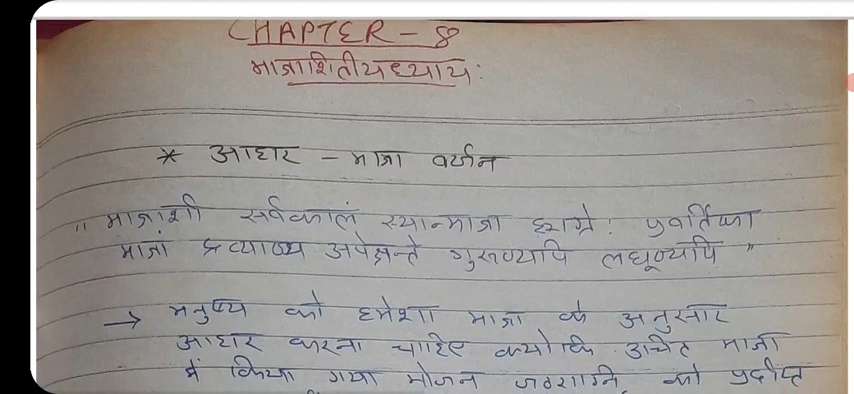 CHAPTER - 8
मात्राशितीयध्याय:
* आहार - मात्रा वर्णन
" मात्राशी सर्वकालं स्यान्मात्रा ह्यग्ने: प्रवर्तिका
मात्रां द्रव्याण्य अपेक्षन्ते गुरुण्यपि लघूण्यपि "
→ मनुष्य को हमेशा मात्रा के अनुसार
आहार करना चाहिए क्योंकि उचित मात्रा
में किया गया भोजन जठराग्नि को प्रदीप्त